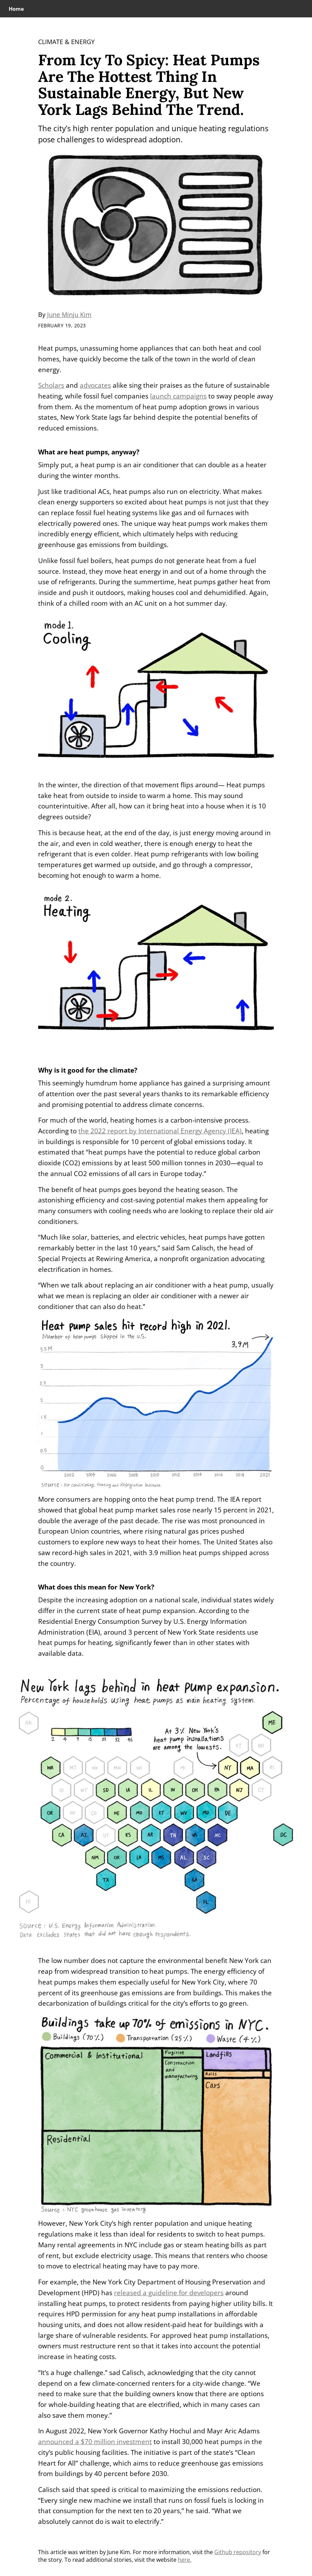 Home
CLIMATE & ENERGY
From Icy To Spicy: Heat Pumps
Are The Hottest Thing In
Sustainable Energy, But New
York Lags Behind The Trend.
The city's high renter population and unique heating regulations
pose challenges to widespread adoption.
By June Minju Kim
FEBRUARY 19, 2023
Heat pumps, unassuming home appliances that can both heat and cool
homes, have quickly become the talk of the town in the world of clean
energy.
Scholars and advocates alike sing their praises as the future of sustainable
heating, while fossil fuel companies launch campaigns to sway people away
from them. As the momentum of heat pump adoption grows in various
states, New York State lags far behind despite the potential benefits of
reduced emissions.
What are heat pumps, anyway?
Simply put, a heat pump is an air conditioner that can double as a heater
during the winter months.
Just like traditional ACs, heat pumps also run on electricity. What makes
clean energy supporters so excited about heat pumps is not just that they
can replace fossil fuel heating systems like gas and oil furnaces with
electrically powered ones. The unique way heat pumps work makes them
incredibly energy efficient, which ultimately helps with reducing
greenhouse gas emissions from buildings.
Unlike fossil fuel boilers, heat pumps do not generate heat from a fuel
source. Instead, they move heat energy in and out of a home through the
use of refrigerants. During the summertime, heat pumps gather heat from
inside and push it outdoors, making houses cool and dehumidified. Again,
think of a chilled room with an AC unit on a hot summer day.
mode 1.
Cooling
In the winter, the direction of that movement flips around— Heat pumps
take heat from outside to inside to warm a home. This may sound
counterintuitive. After all, how can it bring heat into a house when it is 10
degrees outside?
This is because heat, at the end of the day, is just energy moving around in
the air, and even in cold weather, there is enough energy to heat the
refrigerant that is even colder. Heat pump refrigerants with low boiling
temperatures get warmed up outside, and go through a compressor,
becoming hot enough to warm a home.
mode 2.
Heating
Why is it good for the climate?
This seemingly humdrum home appliance has gained a surprising amount
of attention over the past several years thanks to its remarkable efficiency
and promising potential to address climate concerns.
For much of the world, heating homes is a carbon-intensive process.
According to the 2022 report by International Energy Agency (IEA), heating
in buildings is responsible for 10 percent of global emissions today. It
estimated that “heat pumps have the potential to reduce global carbon
dioxide (CO2) emissions by at least 500 million tonnes in 2030—equal to
the annual CO2 emissions of all cars in Europe today.”
The benefit of heat pumps goes beyond the heating season. The
astonishing efficiency and cost-saving potential makes them appealing for
many consumers with cooling needs who are looking to replace their old air
conditioners.
“Much like solar, batteries, and electric vehicles, heat pumps have gotten
remarkably better in the last 10 years,” said Sam Calisch, the head of
Special Projects at Rewiring America, a nonprofit organization advocating
electrification in homes.
“When we talk about replacing an air conditioner with a heat pump, usually
what we mean is replacing an older air conditioner with a newer air
conditioner that can also do heat.”
Heat pump sales hit record high in 2021.
Number of heat pumps shipped in the U.S.
3.9M
3.5M
3
2.5
2
1.5
1
0.5
0
2002 2004 2006 2008 2010 2012 2014 2016 2018 2021
Source: Air conditioning, Heating and Refrigeration Institute.
More consumers are hopping onto the heat pump trend. The IEA report
showed that global heat pump market sales rose nearly 15 percent in 2021,
double the average of the past decade. The rise was most pronounced in
European Union countries, where rising natural gas prices pushed
customers to explore new ways to heat their homes. The United States also
saw record-high sales in 2021, with 3.9 million heat pumps shipped across
the country.
What does this mean for New York?
Despite the increasing adoption on a national scale, individual states widely
differ in the current state of heat pump expansion. According to the
Residential Energy Consumption Survey by U.S. Energy Information
Administration (EIA), around 3 percent of New York State residents use
heat pumps for heating, significantly fewer than in other states with
available data.
New York lags behind in heat pump expansion.
Percentage of households using heat pumps as main heating system.
AK ME
At 3% New York's
heat pump installations
are among the lowest.
VT NH
WA MT ND MN WI MI NY MA RI
ID WY SD IA IL IN OH PA NJ CT
OR NV CO NE MO KY WV MD DE
CA AZ UT KS AR TN VA NC DC
NM OK LA MS AL SC
TX GA
HI FL
Source: U.S. Energy Information Administration
Data excludes states that did not have enough respondents.
The low number does not capture the environmental benefit New York can
reap from widespread transition to heat pumps. The energy efficiency of
heat pumps makes them especially useful for New York City, where 70
percent of its greenhouse gas emissions are from buildings. This makes the
decarbonization of buildings critical for the city's efforts to go green.
Buildings take up 70% of emissions in NYC.
Buildings (70%) Transportation (25%) Waste (4%)
Commercial & Institutional
Fugitive
Construction
and
manufacturing
Landfills
Cars
Residential
Source: NYC greenhouse gas inventory
However, New York City's high renter population and unique heating
regulations make it less than ideal for residents to switch to heat pumps.
Many rental agreements in NYC include gas or steam heating bills as part
of rent, but exclude electricity usage. This means that renters who choose
to move to electrical heating may have to pay more.
For example, the New York City Department of Housing Preservation and
Development (HPD) has released a guideline for developers around
installing heat pumps, to protect residents from paying higher utility bills. It
requires HPD permission for any heat pump installations in affordable
housing units, and does not allow resident-paid heat for buildings with a
large share of vulnerable residents. For approved heat pump installations,
owners must restructure rent so that it takes into account the potential
increase in heating costs.
“It's a huge challenge.” sad Calisch, acknowledging that the city cannot
depend on a few climate-concerned renters for a city-wide change. “We
need to make sure that the building owners know that there are options
for whole-building heating that are electrified, which in many cases can
also save them money.”
In August 2022, New York Governor Kathy Hochul and Mayr Aric Adams
announced a $70 million investment to install 30,000 heat pumps in the
city's public housing facilities. The initiative is part of the state's “Clean
Heart for All” challenge, which aims to reduce greenhouse gas emissions
from buildings by 40 percent before 2030.
Calisch said that speed is critical to maximizing the emissions reduction.
“Every single new machine we install that runs on fossil fuels is locking in
that consumption for the next ten to 20 years,” he said. “What we
absolutely cannot do is wait to electrify.”
This article was written by June Kim. For more information, visit the Github repository for
the story. To read additional stories, visit the website here.